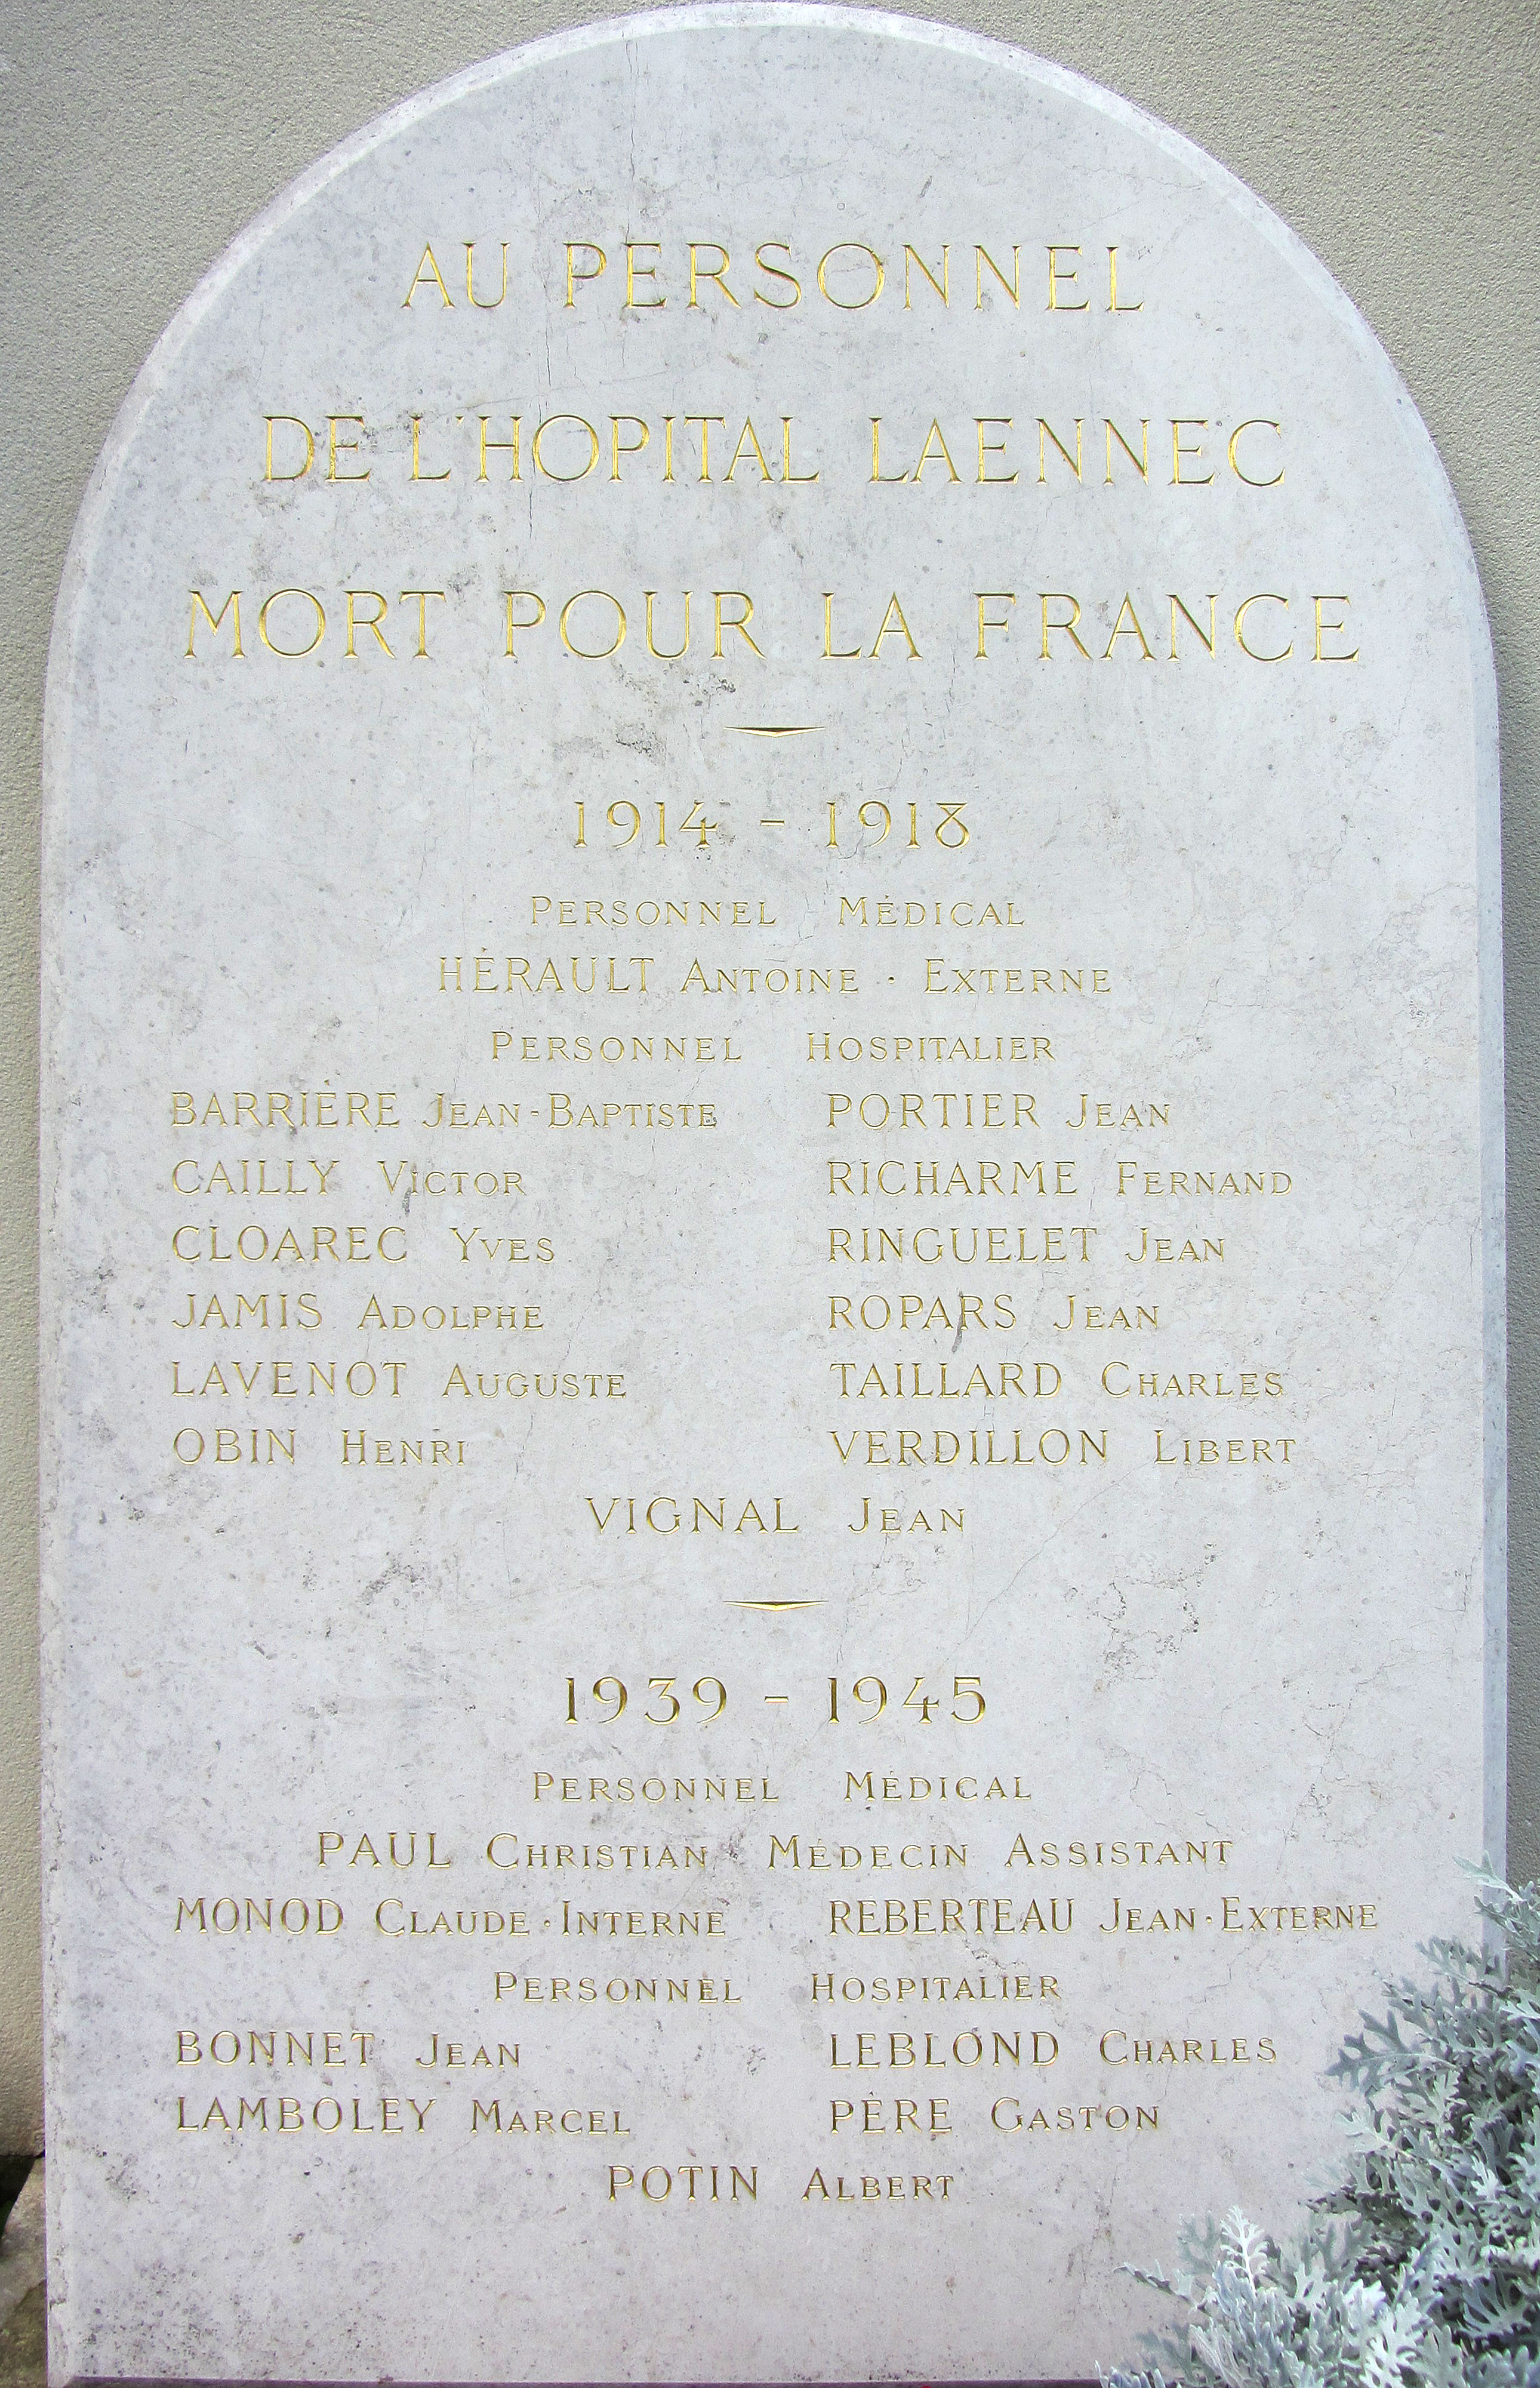 AU PERSONNEL
DE L'HOPITAL LAENNEC
MORT POUR LA FRANCE
1914 - 1918
PERSONNEL MÉDICAL
HÉRAULT ANTOINE · EXTERNE
PERSONNEL HOSPITALIER
BARRIÈRE JEAN-BAPTISTE PORTIER JEAN
CAILLY VICTOR RICHARME FERNAND
CLOAREC YVES RINGUELET JEAN
JAMIS ADOLPHE ROPARS JEAN
LAVENOT AUGUSTE TAILLARD CHARLES
OBIN HENRI VERDILLON LIBERT
VIGNAL JEAN
1939 - 1945
PERSONNEL MÉDICAL
PAUL CHRISTIAN MÉDECIN ASSISTANT
MONOD CLAUDE · INTERNE REBERTEAU JEAN · EXTERNE
PERSONNEL HOSPITALIER
BONNET JEAN LEBLOND CHARLES
LAMBOLEY MARCEL PÈRE GASTON
POTIN ALBERT